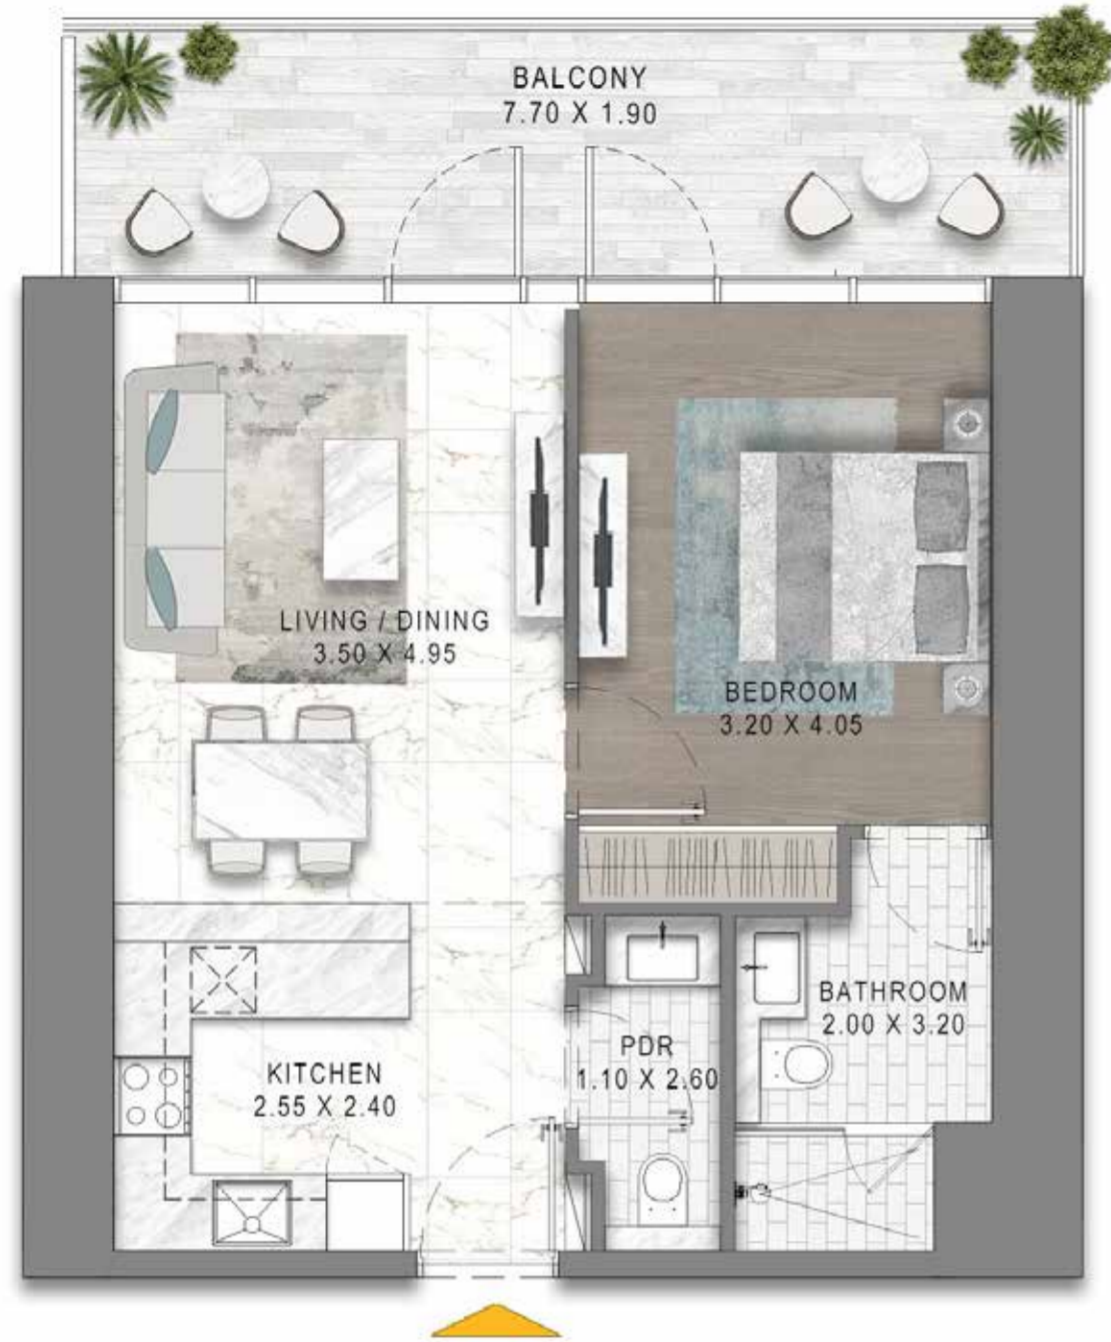 BALCONY
7.70 X 1.90
LIVING / DINING
3.50 X 4.95
BEDROOM
3.20 X 4.05
BATHROOM
2.00 X 3.20
PDR
1.10 X 2.60
KITCHEN
2.55 X 2.40